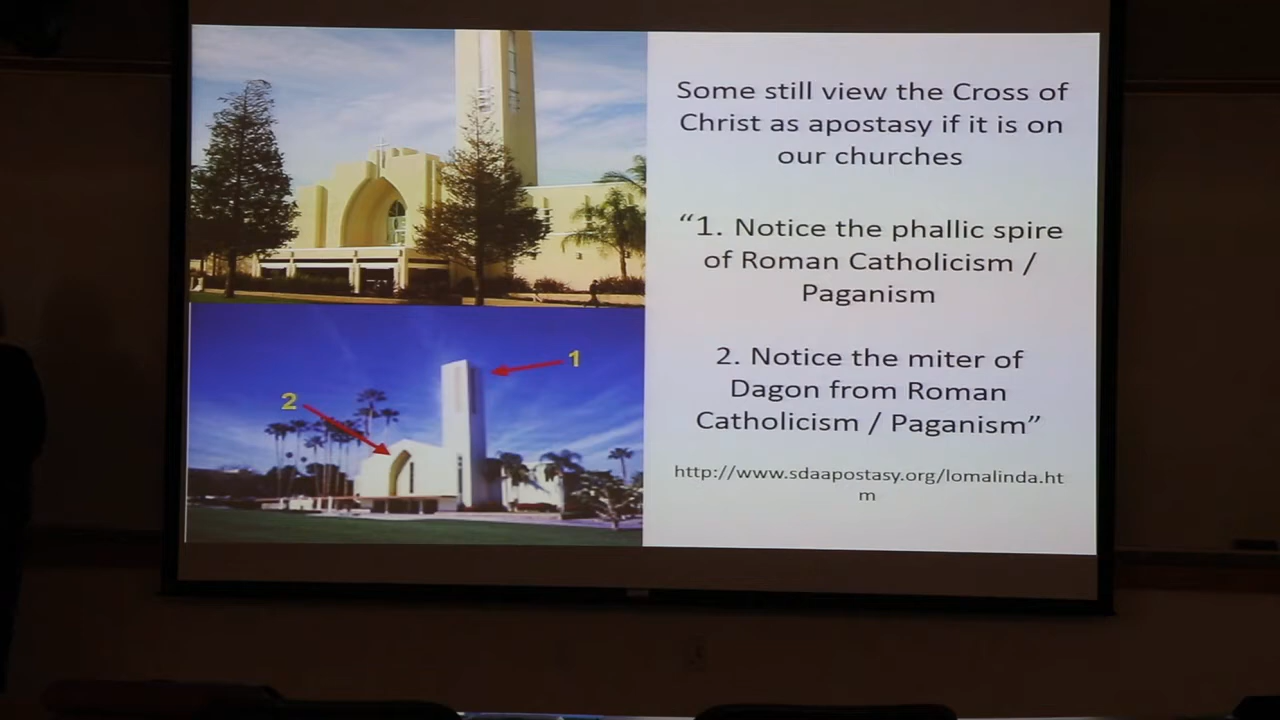 Some still view the Cross of
Christ as apostasy if it is on
our churches
“1. Notice the phallic spire
of Roman Catholicism /
Paganism
2. Notice the miter of
Dagon from Roman
Catholicism / Paganism”
http://www.sdaapostasy.org/lomalinda.ht
m
1
2